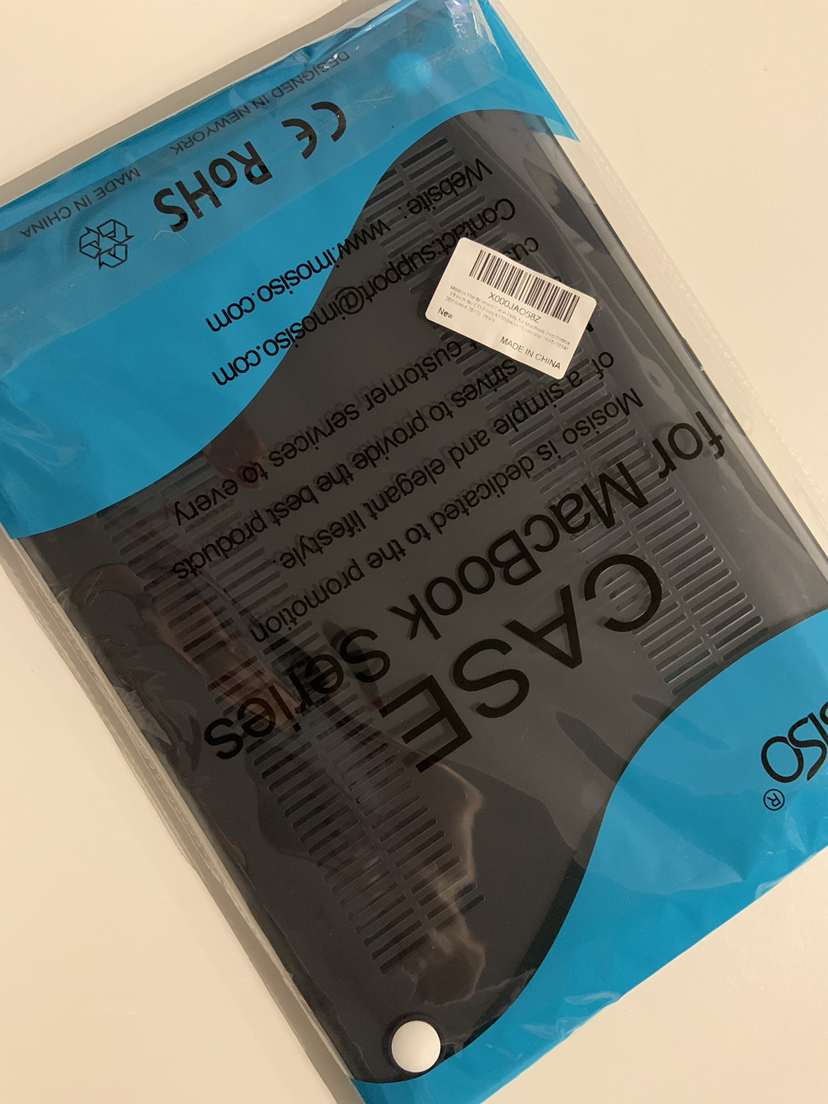 SISO®
CASE
for MacBook Series
Mosiso is dedicated to the promotion
of a simple and elegant lifestyle.
strives to provide the best products
customer services to every
cus
Contact:support@imosiso.com
Website : www.imosiso.com
CE RoHS
DESIGNED IN NEWYORK
MADE IN CHINA
X000JAO5BZ
New
MADE IN CHINA